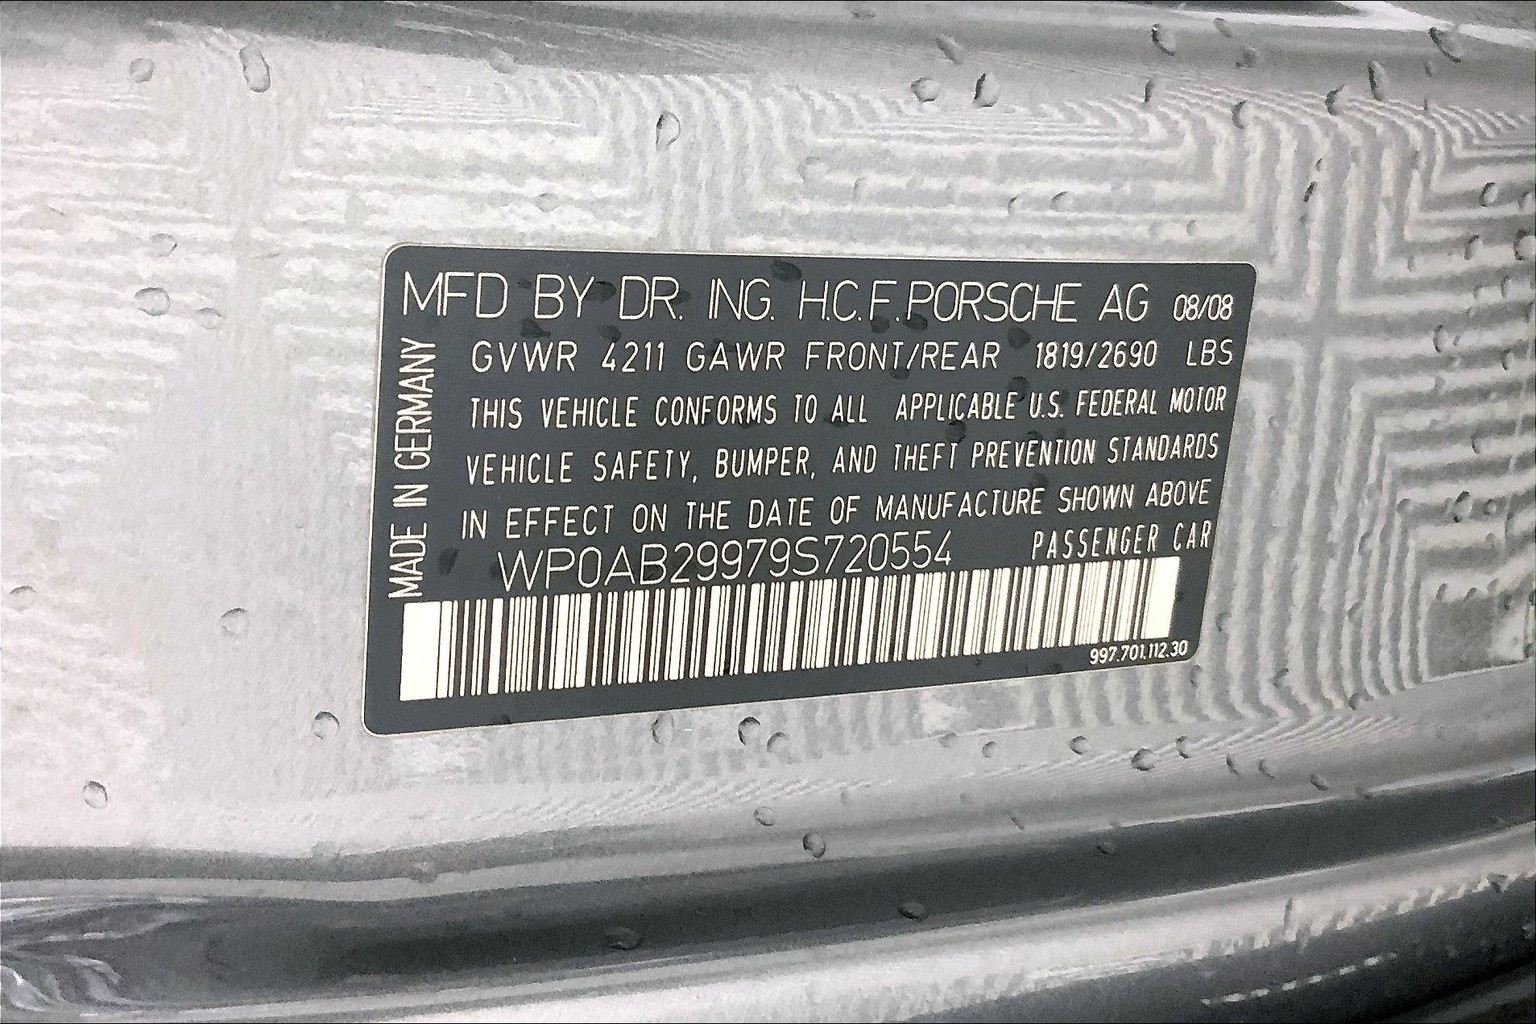 MFD BY DR. ING. H.C.F. PORSCHE AG 08/08
GVWR 4211 GAWR FRONT/REAR 1819/2690 LBS
THIS VEHICLE CONFORMS TO ALL APPLICABLE U.S. FEDERAL MOTOR
VEHICLE SAFETY, BUMPER, AND THEFT PREVENTION STANDARDS
IN EFFECT ON THE DATE OF MANUFACTURE SHOWN ABOVE
WP0AB29979S720554 PASSENGER CAR
997.701.112.30
MADE IN GERMANY